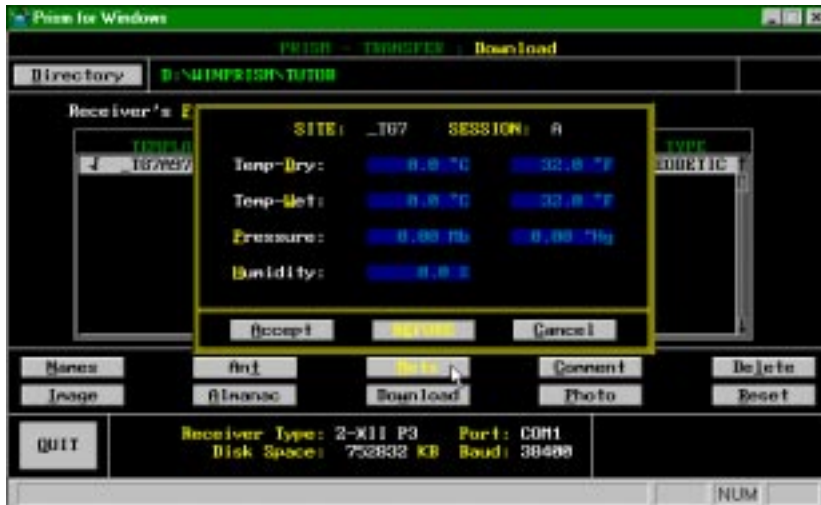 Prism for Windows
PRISM - TRANSFER : Download
Directory D:\WINPRISM\TUTOR
Receiver's
SITE: _T07 SESSION: A
TYPE
Temp-Dry: 0.0 °C 32.0 °F
Temp-Wet: 0.0 °C 32.0 °F
Pressure: 0.00 Mb 0.00 "Hg
Humidity: 0.0 %
Accept BEFORE Cancel
Names Ant Comment Delete
Image Almanac Download Photo Reset
QUIT
Receiver Type: Z-XII P3 Port: COM1
Disk Space: 752832 KB Baud: 38400
NUM